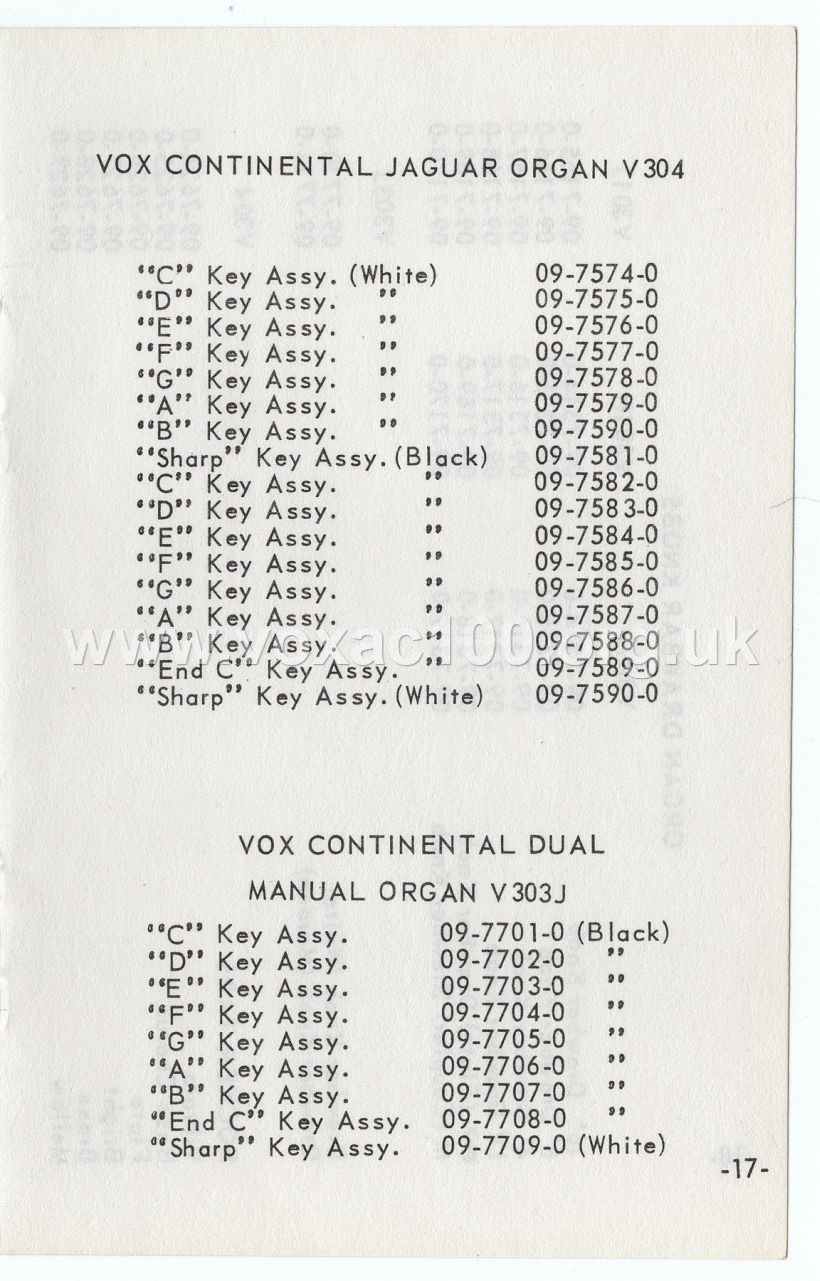 VOX CONTINENTAL JAGUAR ORGAN V304
“C” Key Assy. (White) 09-7574-0
“D” Key Assy. ” 09-7575-0
“E” Key Assy. ” 09-7576-0
“F” Key Assy. ” 09-7577-0
“G” Key Assy. ” 09-7578-0
“A” Key Assy. ” 09-7579-0
“B” Key Assy. ” 09-7590-0
“Sharp” Key Assy. (Black) 09-7581-0
“C” Key Assy. ” 09-7582-0
“D” Key Assy. ” 09-7583-0
“E” Key Assy. ” 09-7584-0
“F” Key Assy. ” 09-7585-0
“G” Key Assy. ” 09-7586-0
“A” Key Assy. ” 09-7587-0
“B” Key Assy. ” 09-7588-0
www.voxac100.org.uk
“End C” Key Assy. ” 09-7589-0
“Sharp” Key Assy. (White) 09-7590-0
VOX CONTINENTAL DUAL
MANUAL ORGAN V303J
“C” Key Assy. 09-7701-0 (Black)
“D” Key Assy. 09-7702-0 ”
“E” Key Assy. 09-7703-0 ”
“F” Key Assy. 09-7704-0 ”
“G” Key Assy. 09-7705-0 ”
“A” Key Assy. 09-7706-0 ”
“B” Key Assy. 09-7707-0 ”
“End C” Key Assy. 09-7708-0 ”
“Sharp” Key Assy. 09-7709-0 (White)
-17-